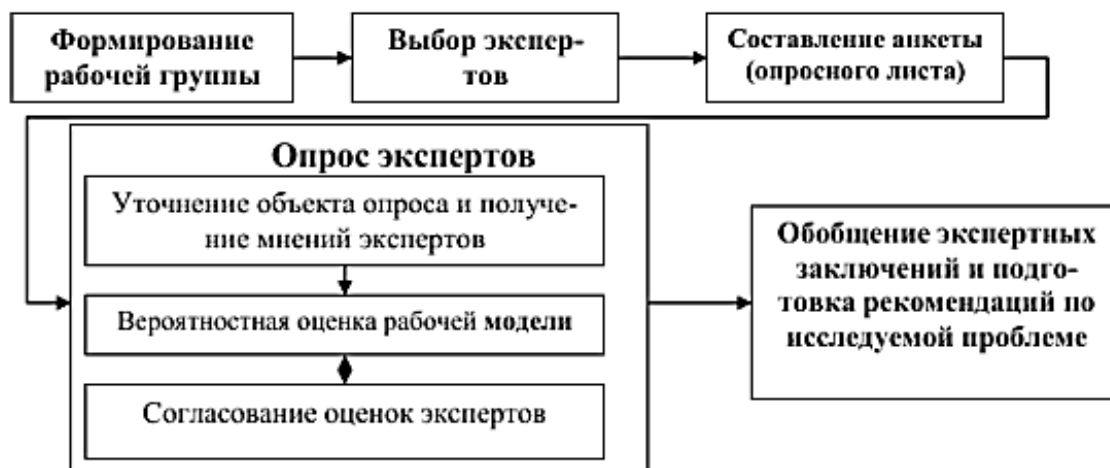 Формирование
рабочей группы
Выбор экспер-
тов
Составление анкеты
(опросного листа)
Опрос экспертов
Уточнение объекта опроса и получе-
ние мнений экспертов
Вероятностная оценка рабочей модели
Согласование оценок экспертов
Обобщение экспертных
заключений и подго-
товка рекомендаций по
исследуемой проблеме